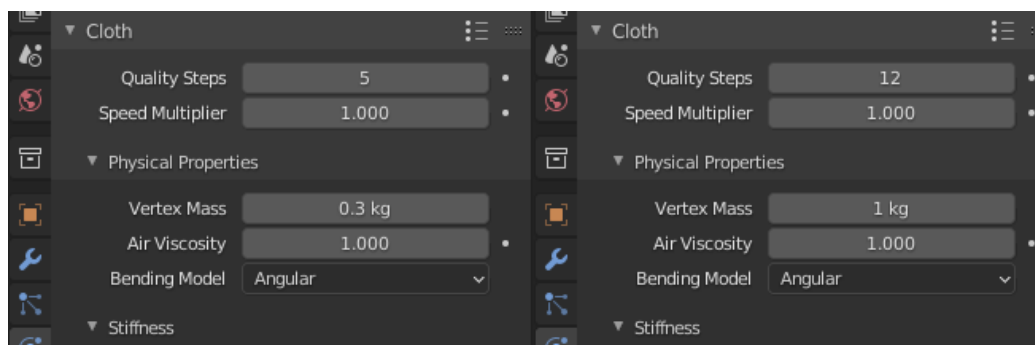 Cloth
Quality Steps 5
Speed Multiplier 1.000
Physical Properties
Vertex Mass 0.3 kg
Air Viscosity 1.000
Bending Model Angular
Stiffness
Cloth
Quality Steps 12
Speed Multiplier 1.000
Physical Properties
Vertex Mass 1 kg
Air Viscosity 1.000
Bending Model Angular
Stiffness